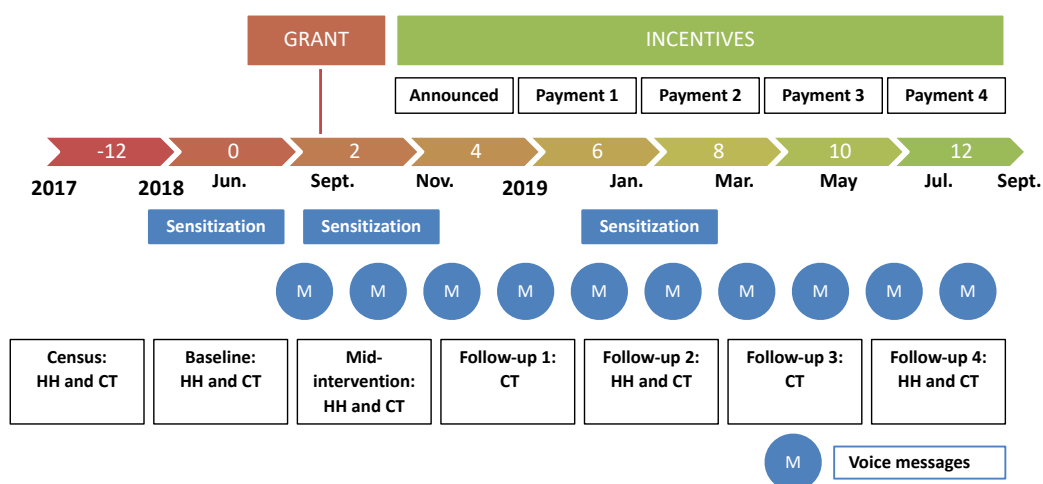 GRANT
INCENTIVES
Announced
Payment 1
Payment 2
Payment 3
Payment 4
-12
0
2
4
6
8
10
12
2017
2018
Jun.
Sept.
Nov.
2019
Jan.
Mar.
May
Jul.
Sept.
Sensitization
Sensitization
Sensitization
M
M
M
M
M
M
M
M
M
M
Census:
HH and CT
Baseline:
HH and CT
Mid-
intervention:
HH and CT
Follow-up 1:
CT
Follow-up 2:
HH and CT
Follow-up 3:
CT
Follow-up 4:
HH and CT
M
Voice messages